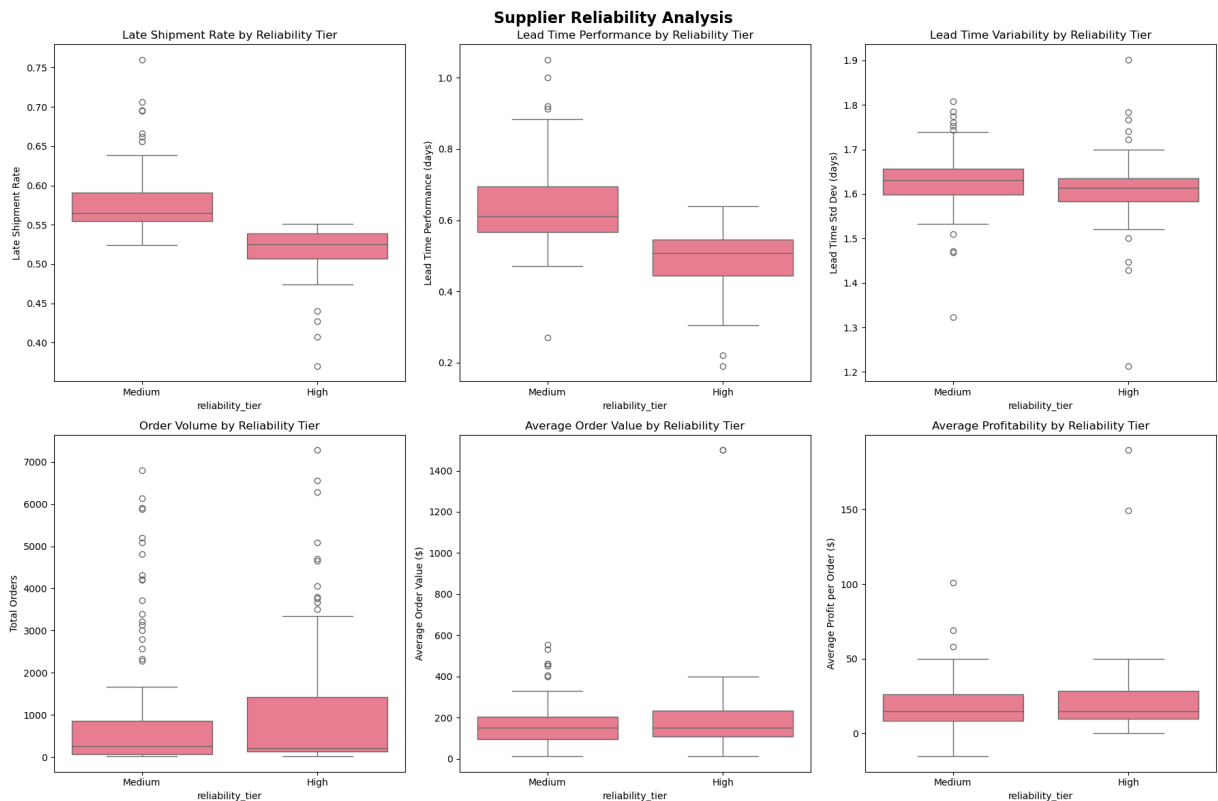 Supplier Reliability Analysis
Late Shipment Rate by Reliability Tier
Late Shipment Rate
0.75
0.70
0.65
0.60
0.55
0.50
0.45
0.40
Medium
High
reliability_tier
Lead Time Performance by Reliability Tier
Lead Time Performance (days)
1.0
0.8
0.6
0.4
0.2
Medium
High
reliability_tier
Lead Time Variability by Reliability Tier
Lead Time Std Dev (days)
1.9
1.8
1.7
1.6
1.5
1.4
1.3
1.2
Medium
High
reliability_tier
Order Volume by Reliability Tier
Total Orders
7000
6000
5000
4000
3000
2000
1000
0
Medium
High
reliability_tier
Average Order Value by Reliability Tier
Average Order Value ($)
1400
1200
1000
800
600
400
200
0
Medium
High
reliability_tier
Average Profitability by Reliability Tier
Average Profit per Order ($)
150
100
50
0
Medium
High
reliability_tier